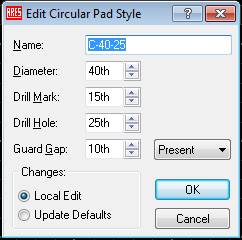 ARES Edit Circular Pad Style ?
Name: C-40-25
Diameter: 40th
Drill Mark: 15th
Drill Hole: 25th
Guard Gap: 10th Present
Changes:
Local Edit OK
Update Defaults Cancel